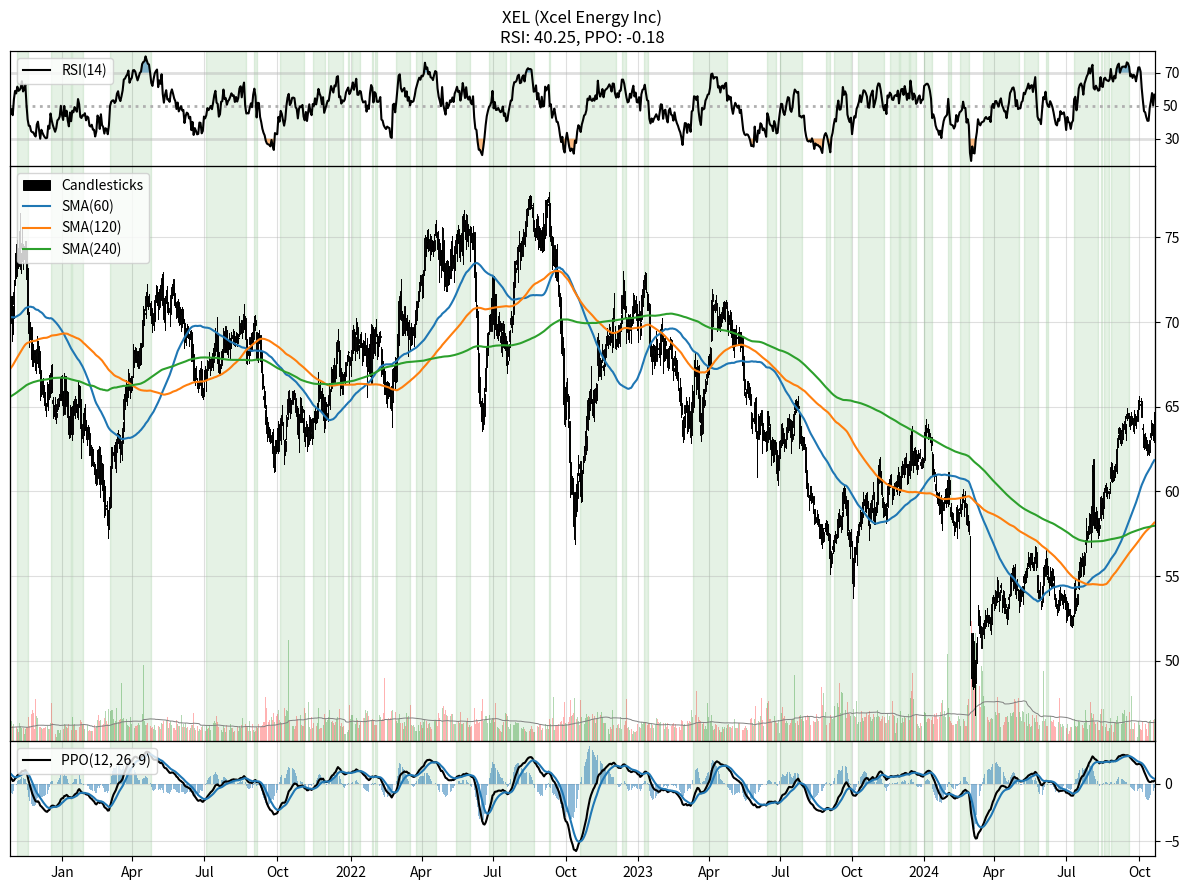 XEL (Xcel Energy Inc)
RSI: 40.25, PPO: -0.18
RSI(14)
70
50
30
Candlesticks
SMA(60)
SMA(120)
SMA(240)
75
70
65
60
55
50
PPO(12, 26, 9)
0
−5
Jan Apr Jul Oct 2022 Apr Jul Oct 2023 Apr Jul Oct 2024 Apr Jul Oct